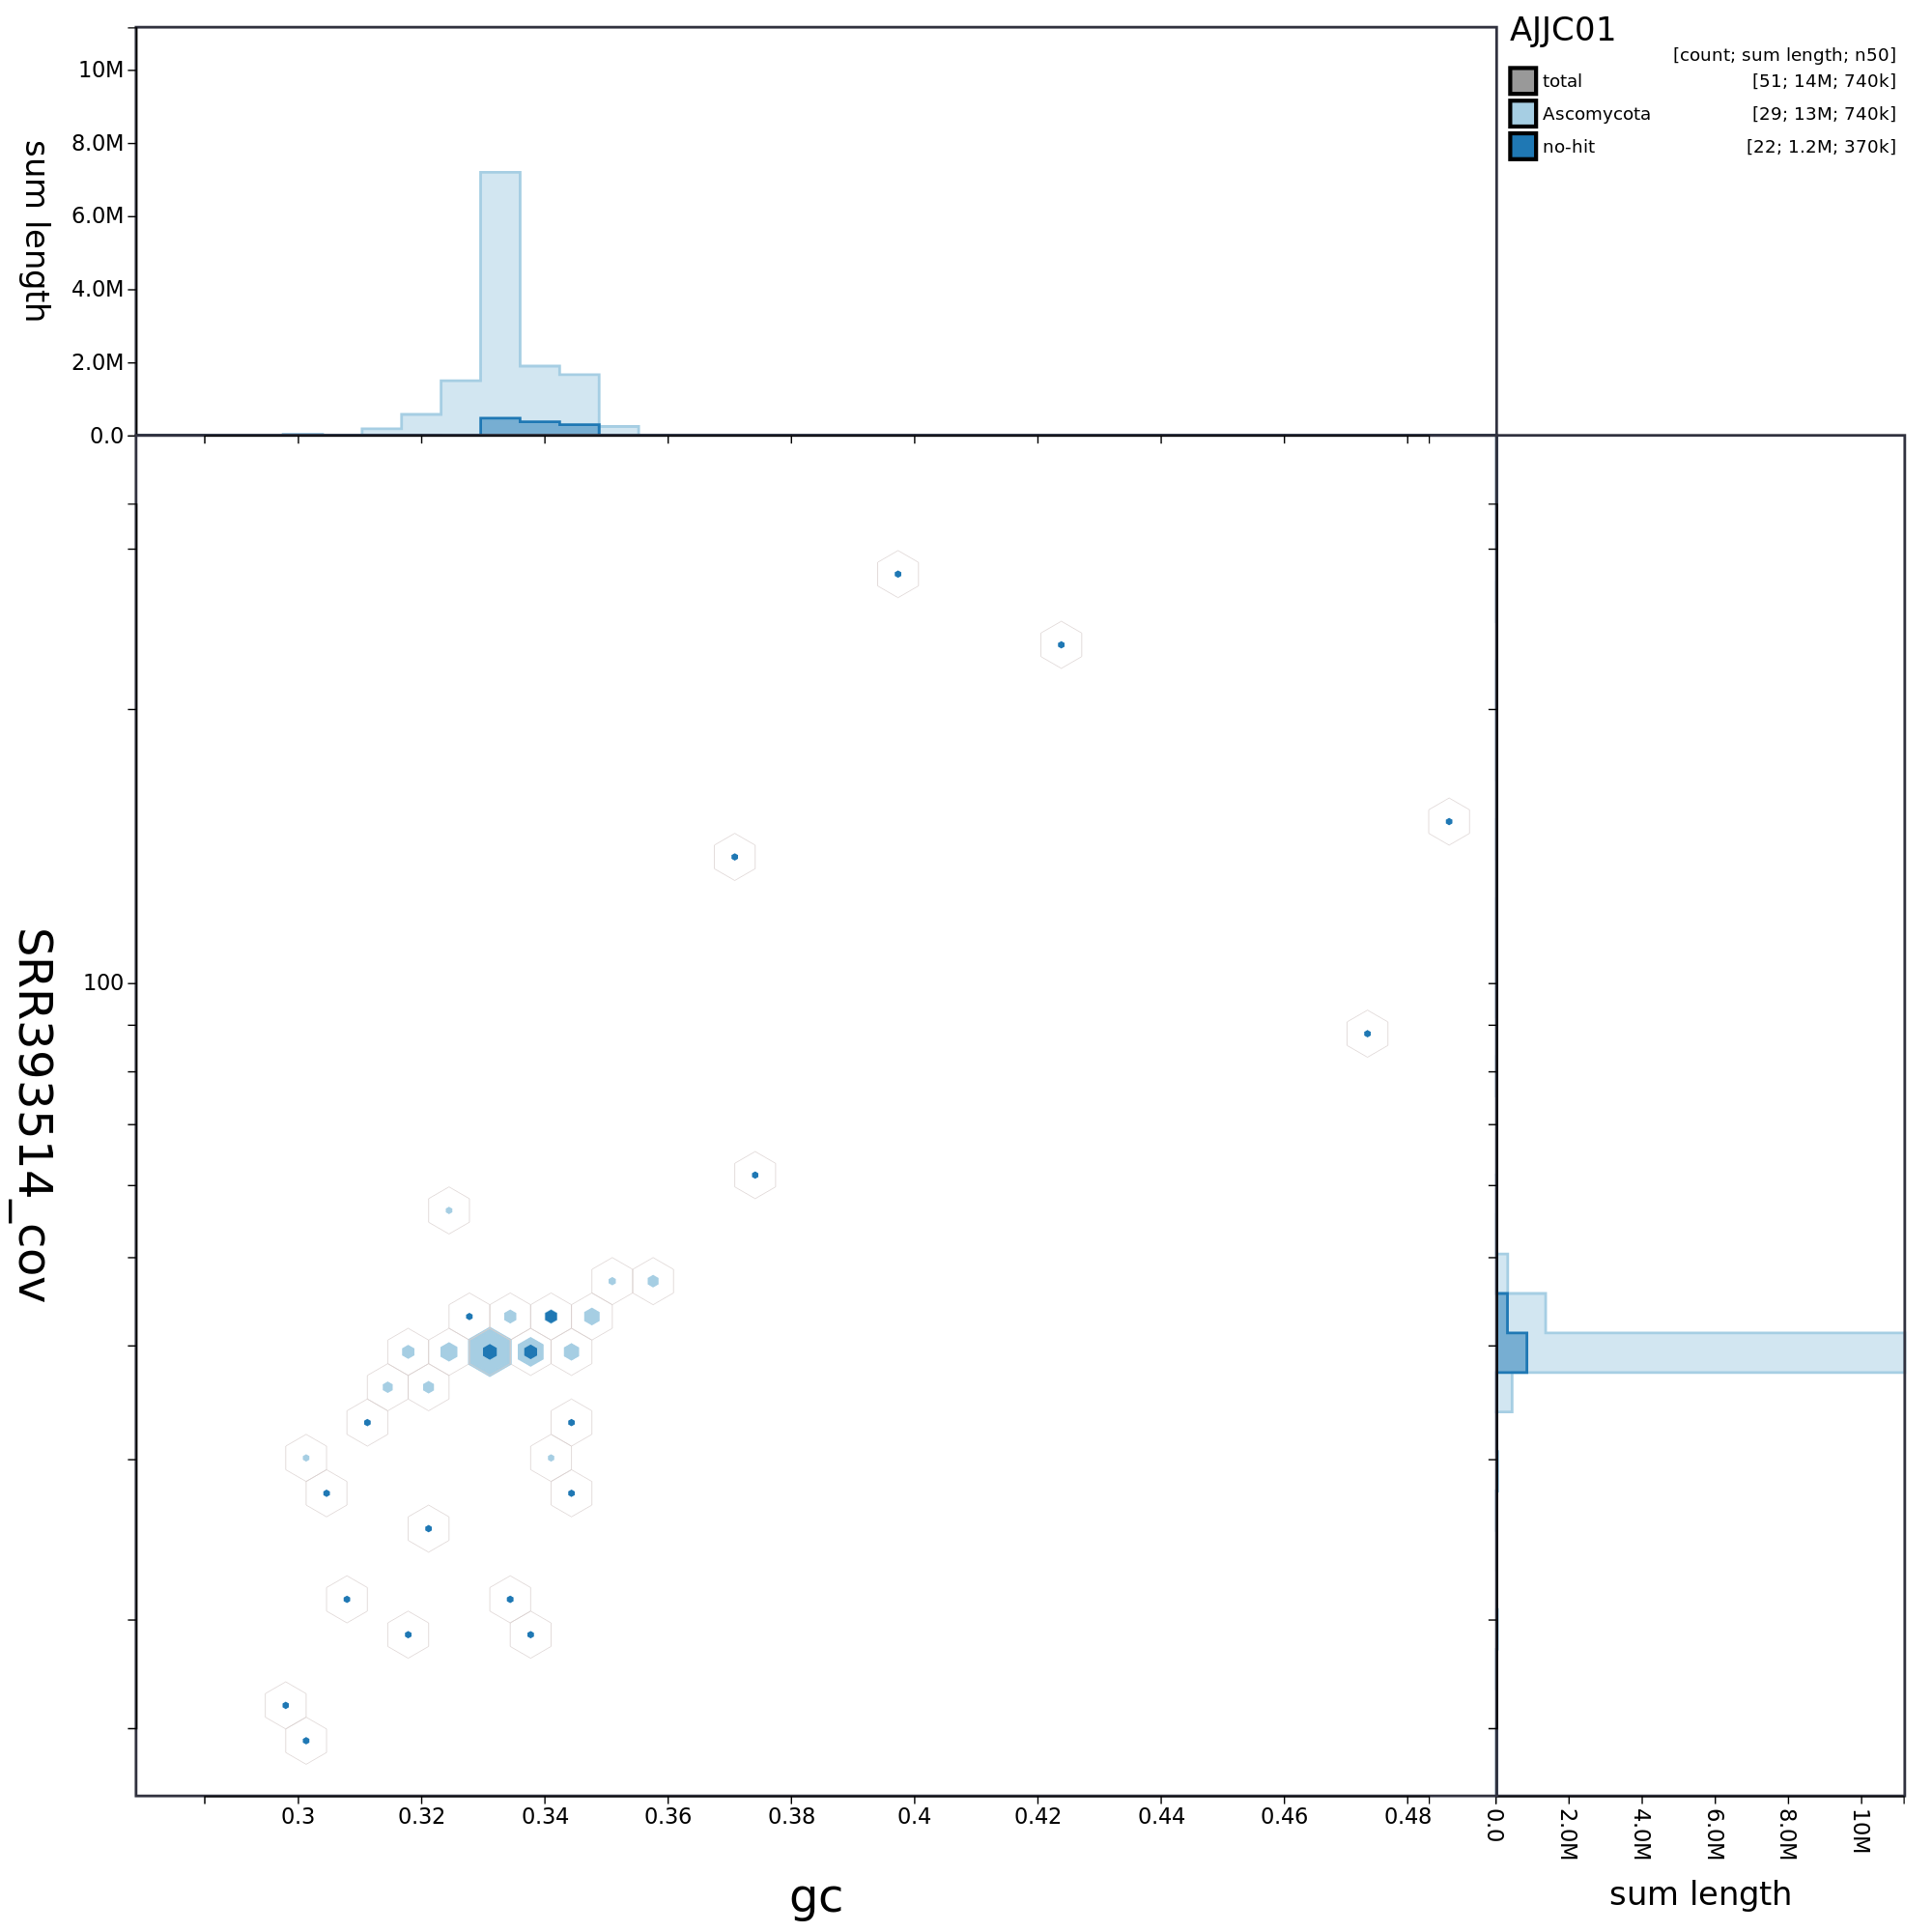 AJJC01
[count; sum length; n50]
total [51; 14M; 740k]
Ascomycota [29; 13M; 740k]
no-hit [22; 1.2M; 370k]
sum length
10M
8.0M
6.0M
4.0M
2.0M
0.0
SRR393514_cov
100
0.3 0.32 0.34 0.36 0.38 0.4 0.42 0.44 0.46 0.48
gc
0.0 2.0M 4.0M 6.0M 8.0M 10M
sum length